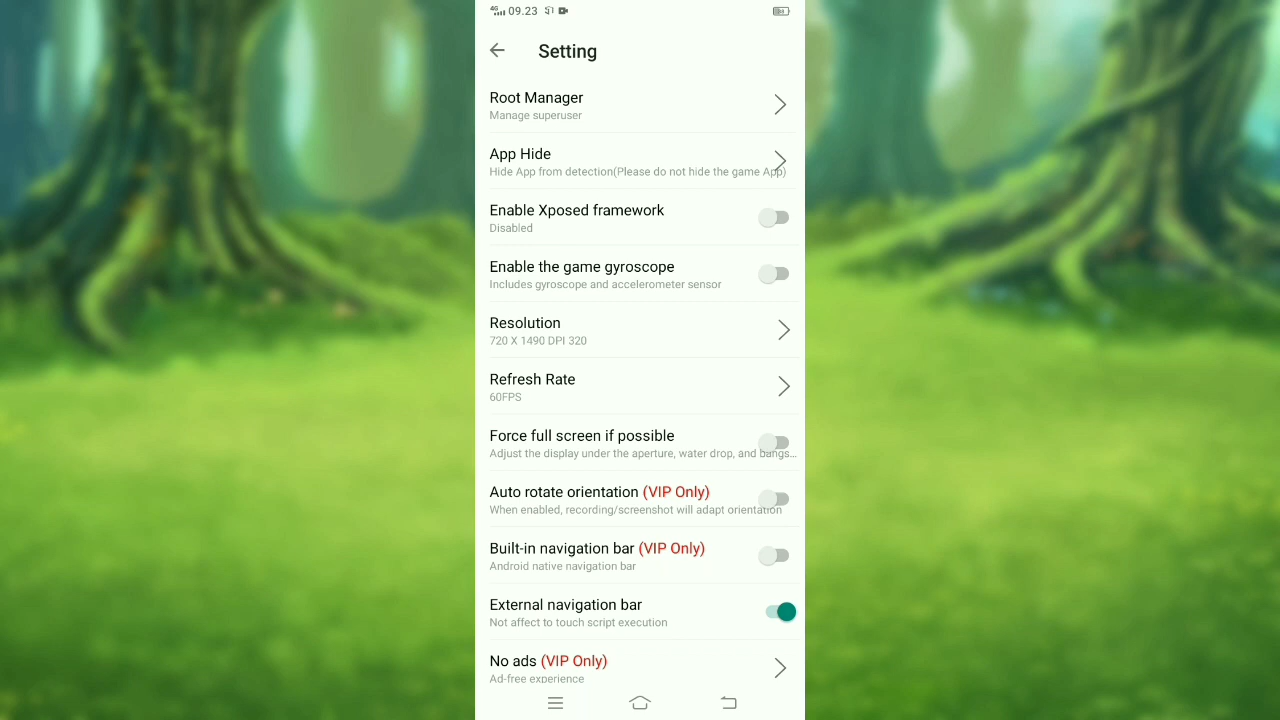 4G 09.23
Setting
Root Manager
Manage superuser
App Hide
Hide App from detection(Please do not hide the game App)
Enable Xposed framework
Disabled
Enable the game gyroscope
Includes gyroscope and accelerometer sensor
Resolution
720 X 1490 DPI 320
Refresh Rate
60FPS
Force full screen if possible
Adjust the display under the aperture, water drop, and bangs...
Auto rotate orientation (VIP Only)
When enabled, recording/screenshot will adapt orientation
Built-in navigation bar (VIP Only)
Android native navigation bar
External navigation bar
Not affect to touch script execution
No ads (VIP Only)
Ad-free experience